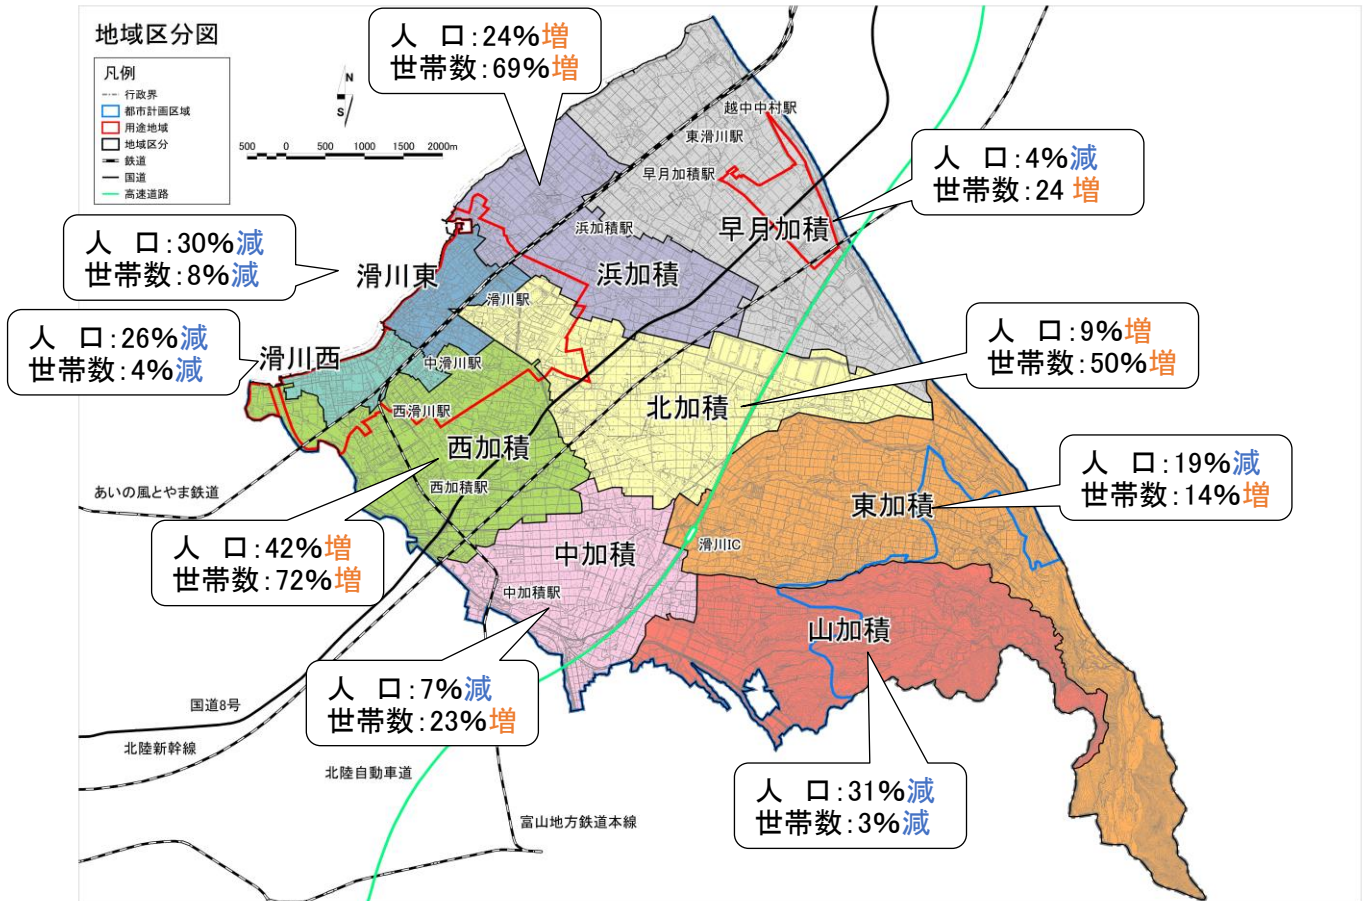 地域区分図
凡例
行政界
都市計画区域
用途地域
地域区分
鉄道
国道
高速道路
N
S
500 0 500 1000 1500 2000m
人 口:24%増
世帯数:69%増
越中中村駅
東滑川駅
早月加積駅
人 口:4%減
世帯数:24 増
早月加積
人 口:30%減
世帯数:8%減
滑川東
浜加積駅
浜加積
滑川駅
人 口:26%減
世帯数:4%減
滑川西
中滑川駅
人 口:9%増
世帯数:50%増
北加積
西滑川駅
西加積
西加積駅
あいの風とやま鉄道
人 口:19%減
世帯数:14%増
東加積
人 口:42%増
世帯数:72%増
中加積
滑川IC
中加積駅
山加積
人 口:7%減
世帯数:23%増
国道8号
北陸新幹線
北陸自動車道
人 口:31%減
世帯数:3%減
富山地方鉄道本線